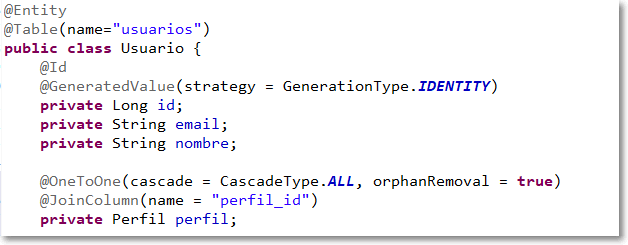 @Entity
@Table(name="usuarios")
public class Usuario {
@Id
@GeneratedValue(strategy = GenerationType.IDENTITY)
private Long id;
private String email;
private String nombre;
@OneToOne(cascade = CascadeType.ALL, orphanRemoval = true)
@JoinColumn(name = "perfil_id")
private Perfil perfil;